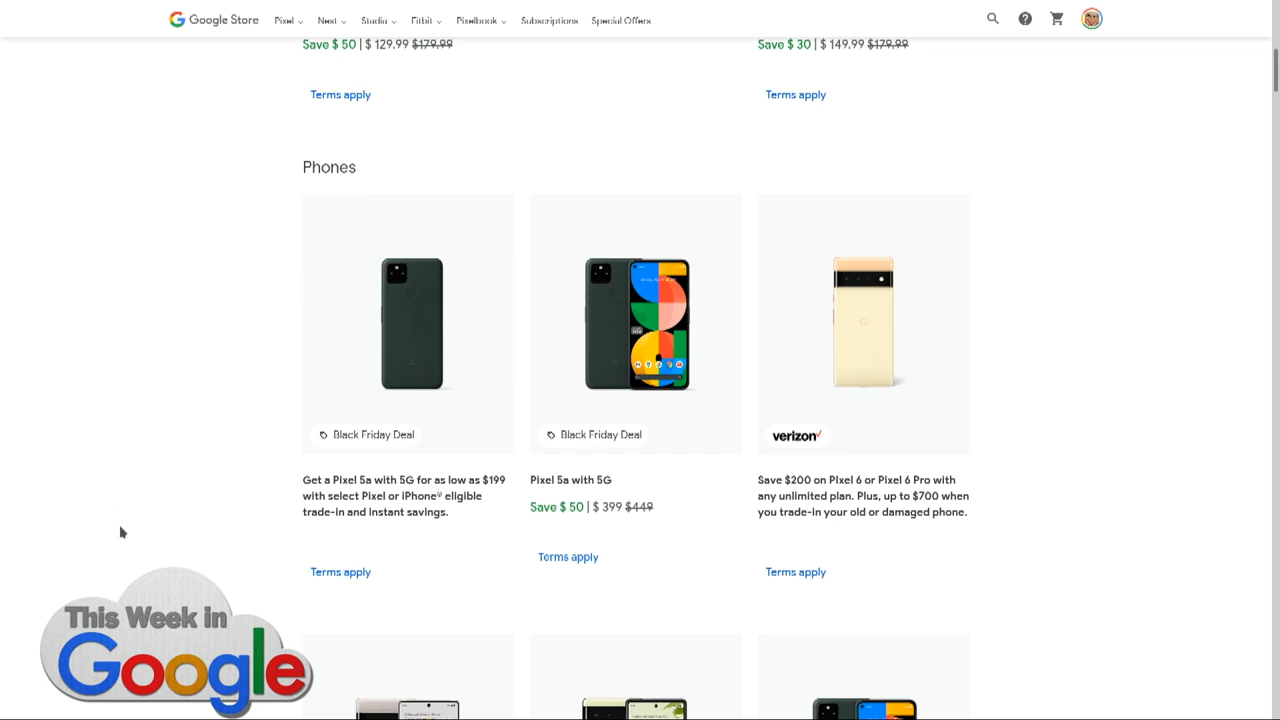 Google Store Pixel Nest Stadia Fitbit Pixelbook Subscriptions Special Offers
Save $ 50 | $ 129.99 $179.99
Save $ 30 | $ 149.99 $179.99
Terms apply
Terms apply
Phones
Black Friday Deal
Black Friday Deal
verizon
Get a Pixel 5a with 5G for as low as $199
with select Pixel or iPhone® eligible
trade-in and instant savings.
Terms apply
Pixel 5a with 5G
Save $ 50 | $ 399 $449
Terms apply
Save $200 on Pixel 6 or Pixel 6 Pro with
any unlimited plan. Plus, up to $700 when
you trade-in your old or damaged phone.
Terms apply
This Week in
Google